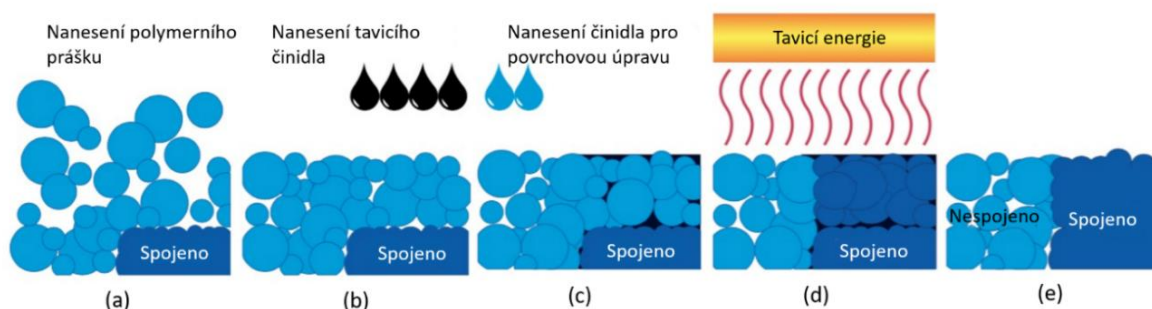 Nanesení polymerního
prášku
Nanesení tavicího
činidla
Nanesení činidla pro
povrchovou úpravu
Tavicí energie
Spojeno
Spojeno
Spojeno
Spojeno
Nespojeno
Spojeno
(a)
(b)
(c)
(d)
(e)